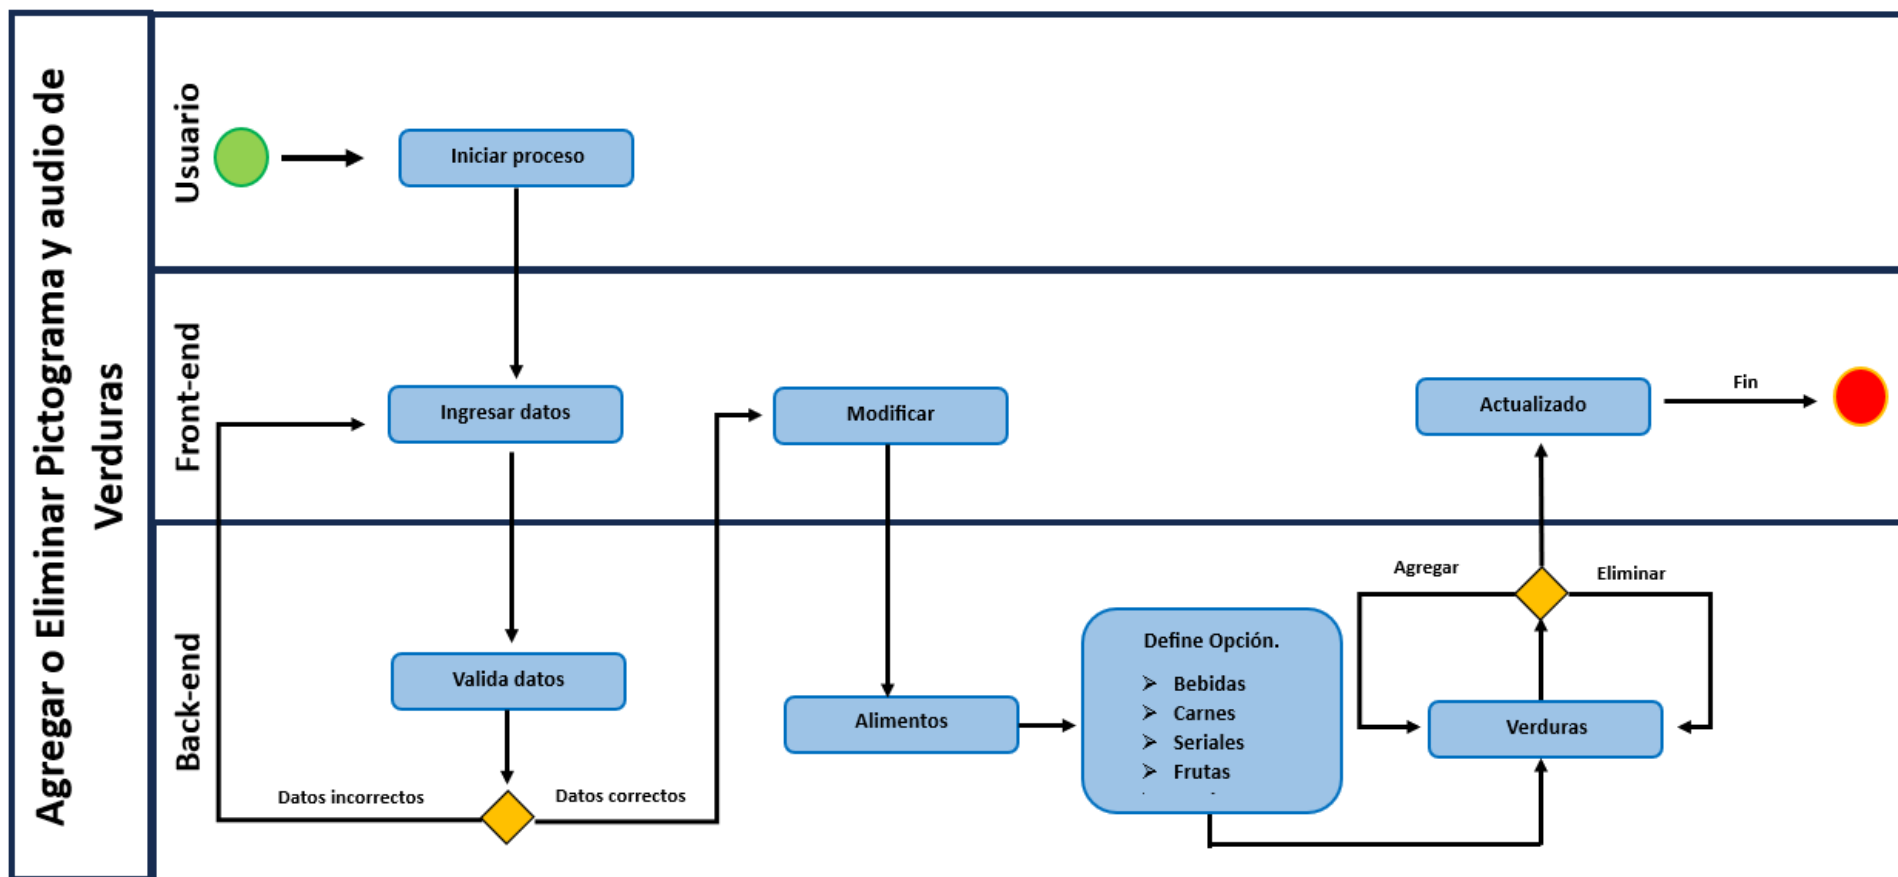 Agregar o Eliminar Pictograma y audio de
Verduras
Usuario
Iniciar proceso
Front-end
Ingresar datos
Modificar
Actualizado
Fin
Back-end
Valida datos
Datos incorrectos
Datos correctos
Alimentos
Define Opción.
➢ Bebidas
➢ Carnes
➢ Seriales
➢ Frutas
Agregar
Eliminar
Verduras